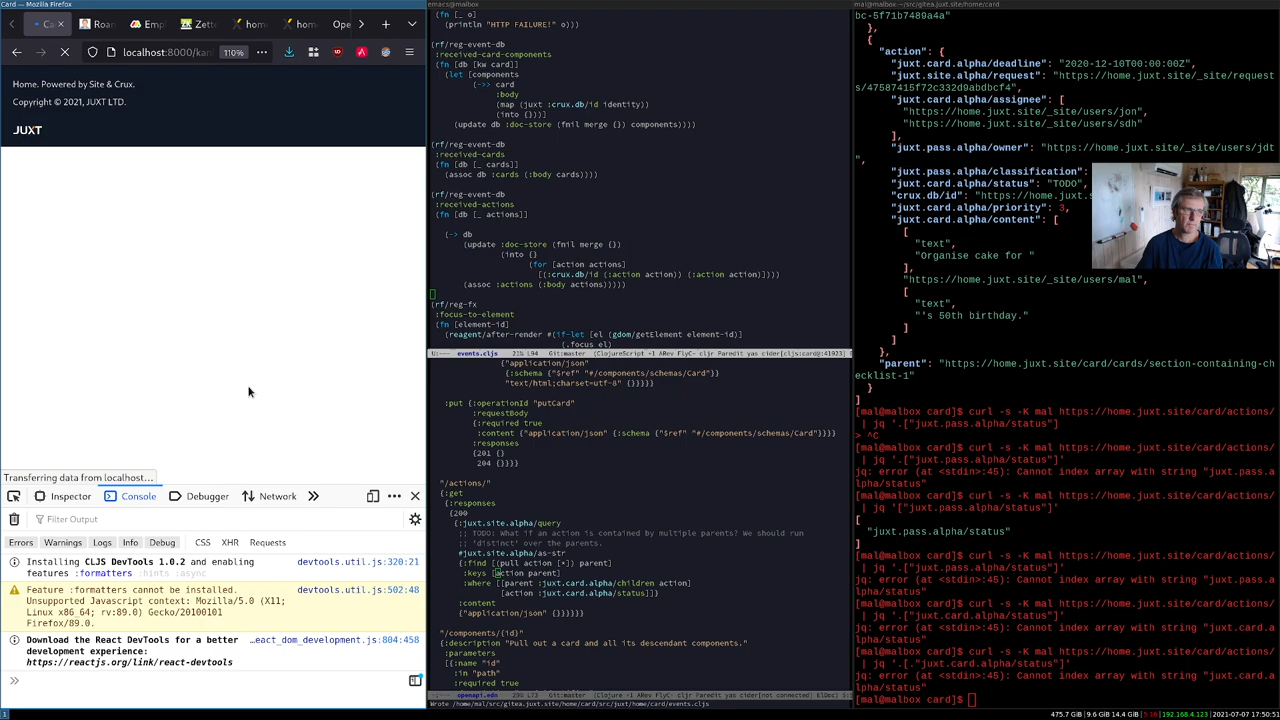 Card — Mozilla Firefox
Ca
Roan
Em
Zett
hom
hom
Ope
localhost:8000/kan
110%
Home. Powered by Site & Crux.
Copyright © 2021, JUXT LTD.
JUXT
Transferring data from localhost...
Inspector
Console
Debugger
Network
Filter Output
Errors
Warnings
Logs
Info
Debug
CSS
XHR
Requests
Installing CLJS DevTools 1.0.2 and enabling features :formatters :hints :async
devtools.util.js:320:21
Feature :formatters cannot be installed.
devtools.util.js:502:48
Unsupported Javascript context: Mozilla/5.0 (X11;
Linux x86_64; rv:89.0) Gecko/20100101
Firefox/89.0.
Download the React DevTools for a better
…eact_dom_development.js:804:458
development experience:
https://reactjs.org/link/react-devtools
emacs@malbox
(fn [_ o]
(println "HTTP FAILURE!" o)))
(rf/reg-event-db
:received-card-components
(fn [db [kw card]]
(let [components
(->> card
:body
(map (juxt :crux.db/id identity))
(into {}))]
(update db :doc-store (fnil merge {}) components))))
(rf/reg-event-db
:received-cards
(fn [db [_ cards]]
(assoc db :cards (:body cards))))
(rf/reg-event-db
:received-actions
(fn [db [_ actions]]
(-> db
(update :doc-store (fnil merge {})
(into {}
(for [action actions]
[(:crux.db/id (:action action)) (:action action)])))
(assoc :actions (:body actions)))))
(rf/reg-fx
:focus-to-element
(fn [element-id]
(reagent/after-render #(if-let [el (gdom/getElement element-id)]
(.focus el)
U:--- events.cljs 21% L94 Git:master (ClojureScript +1 ARev FlyC- cljr Paredit yas cider[cljs:card@:41923] E
{"application/json"
{:schema {"$ref" "#/components/schemas/Card"}}
"text/html;charset=utf-8" {}}}}}
:put {:operationId "putCard"
:requestBody
{:required true
:content {"application/json" {:schema {"$ref" "#/components/schemas/Card"}}}}
:responses
{201 {}
204 {}}}}
"/actions/"
{:get
{:responses
{200
{:juxt.site.alpha/query
;; TODO: What if an action is contained by multiple parents? We should run
;; 'distinct' over the parents.
#juxt.site.alpha/as-str
{:find [(pull action [*]) parent]
:keys [action parent]
:where [[parent :juxt.card.alpha/children action]
[action :juxt.card.alpha/status]]}
:content
{"application/json" {}}}}}}
"/components/{id}"
{:description "Pull out a card and all its descendant components."
:parameters
[{:name "id"
:in "path"
:required true
openapi.edn 20% L73 Git:master (Clojure +1 ARev FlyC- cljr Paredit yas cider[not connected] ElDoc) S
Wrote /home/mal/src/gitea.juxt.site/home/card/src/juxt/home/card/events.cljs
mal@malbox:~/src/gitea.juxt.site/home/card
bc-5f71b7489a4a"
},
{
"action": {
"juxt.card.alpha/deadline": "2020-12-10T00:00:00Z",
"juxt.site.alpha/request": "https://home.juxt.site/_site/request
s/47587415f72c332d9abdbcf4",
"juxt.card.alpha/assignee": [
"https://home.juxt.site/_site/users/jon",
"https://home.juxt.site/_site/users/sdh"
],
"juxt.pass.alpha/owner": "https://home.juxt.site/_site/users/jdt
",
"juxt.pass.alpha/classification"
"juxt.card.alpha/status": "TODO",
"crux.db/id": "https://home.
"juxt.card.alpha/priority": 3,
"juxt.card.alpha/content": [
[
"text",
"Organise cake for "
],
"https://home.juxt.site/_site/users/mal",
[
"text",
"'s 50th birthday."
]
]
},
"parent": "https://home.juxt.site/card/cards/section-containing-ch
ecklist-1"
}
]
[mal@malbox card]$ curl -s -K mal https://home.juxt.site/card/actions/
| jq '.["juxt.pass.alpha/status"]
> ^C
[mal@malbox card]$ curl -s -K mal https://home.juxt.site/card/actions/
| jq '.["juxt.pass.alpha/status"]'
jq: error (at <stdin>:45): Cannot index array with string "juxt.pass.a
lpha/status"
[mal@malbox card]$ curl -s -K mal https://home.juxt.site/card/actions/
| jq '["juxt.pass.alpha/status"]'
[
"juxt.pass.alpha/status"
]
[mal@malbox card]$ curl -s -K mal https://home.juxt.site/card/actions/
| jq '.["juxt.pass.alpha/status"]'
jq: error (at <stdin>:45): Cannot index array with string "juxt.pass.a
lpha/status"
[mal@malbox card]$ curl -s -K mal https://home.juxt.site/card/actions/
| jq '.["juxt.card.alpha/status"]'
jq: error (at <stdin>:45): Cannot index array with string "juxt.card.a
lpha/status"
[mal@malbox card]$ curl -s -K mal https://home.juxt.site/card/actions/
| jq '.[."juxt.card.alpha/status"]'
jq: error (at <stdin>:45): Cannot index array with string "juxt.card.a
lpha/status"
[mal@malbox card]$
1
475.7 GiB | 9.6 GiB 14.4 GiB | 192.168.4.123 | 2021-07-07 17:50:51